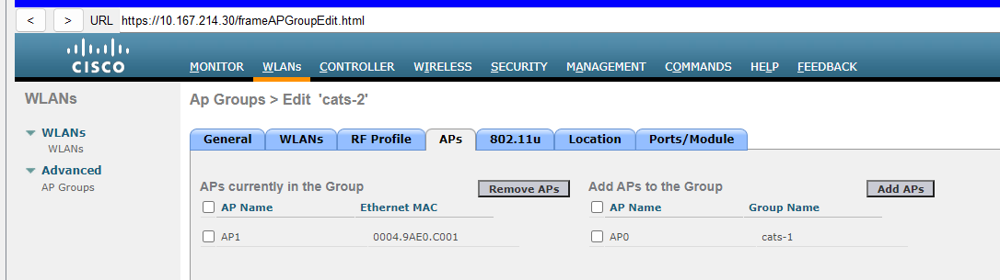 < > URL https://10.167.214.30/frameAPGroupEdit.html
CISCO
MONITOR WLANs CONTROLLER WIRELESS SECURITY MANAGEMENT COMMANDS HELP FEEDBACK
WLANs
WLANs
WLANs
Advanced
AP Groups
Ap Groups > Edit 'cats-2'
General WLANs RF Profile APs 802.11u Location Ports/Module
APs currently in the Group Remove APs
AP Name Ethernet MAC
AP1 0004.9AE0.C001
Add APs to the Group Add APs
AP Name Group Name
AP0 cats-1